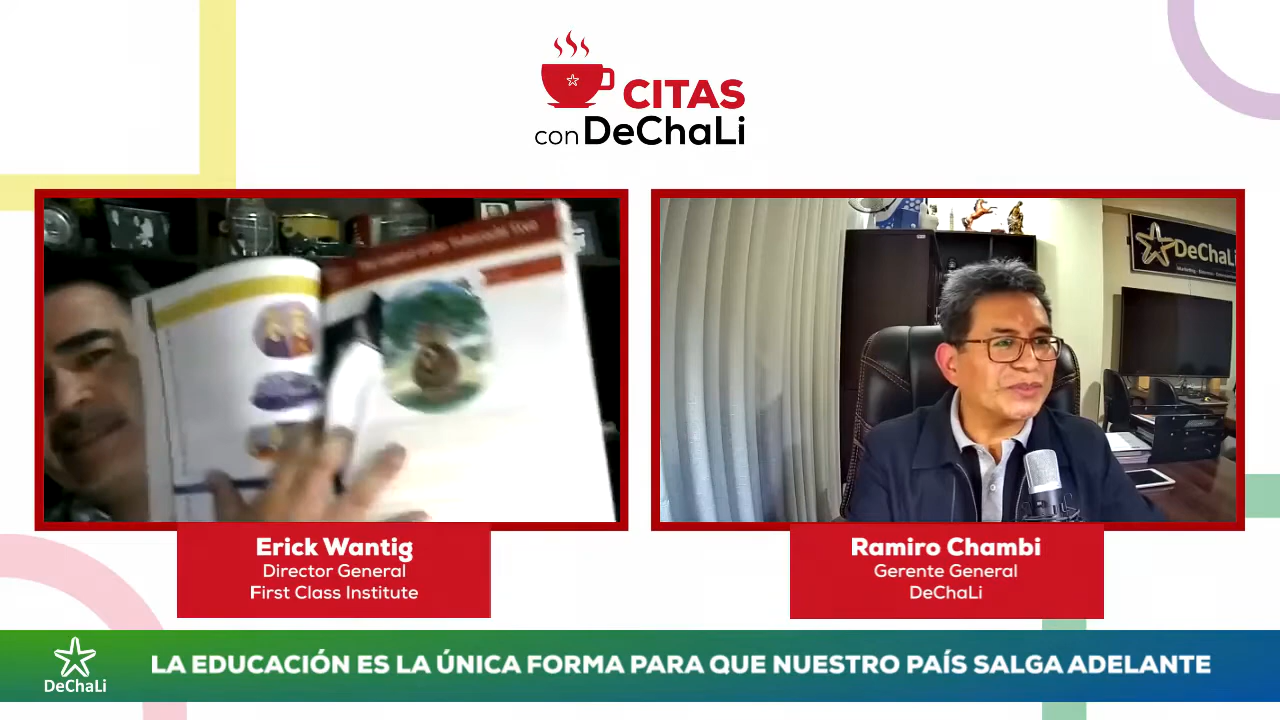 CITAS
con DeChaLi
DeChaLi
Erick Wantig
Director General
First Class Institute
Ramiro Chambi
Gerente General
DeChaLi
DeChaLi
LA EDUCACIÓN ES LA ÚNICA FORMA PARA QUE NUESTRO PAÍS SALGA ADELANTE